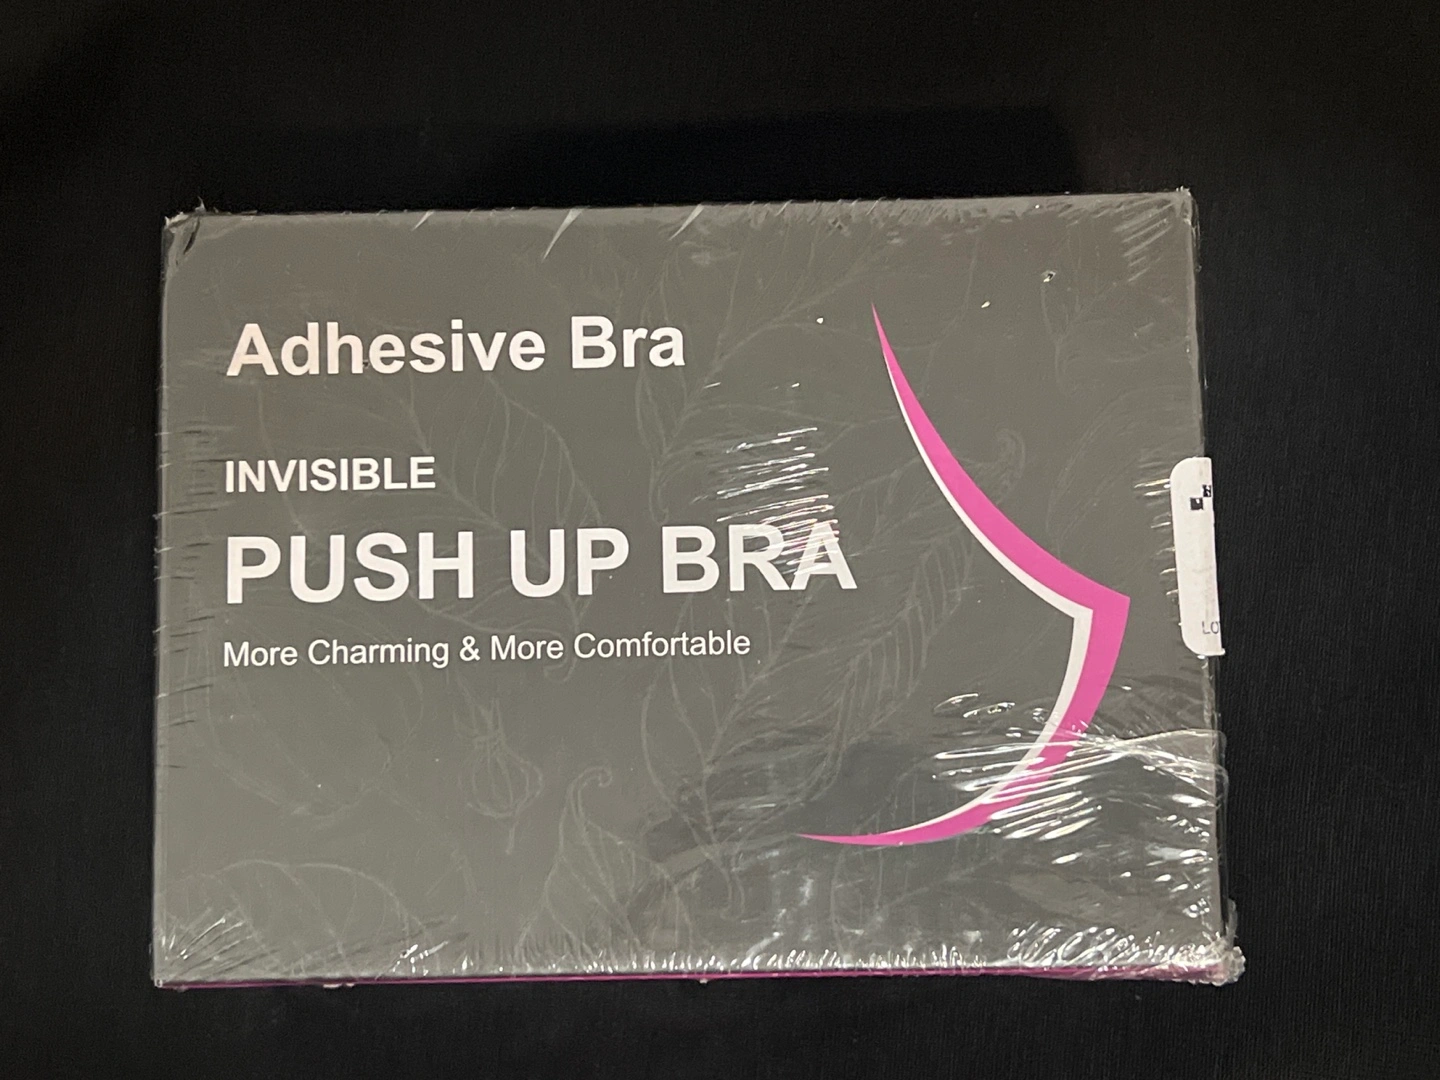 Adhesive Bra
INVISIBLE
PUSH UP BRA
More Charming & More Comfortable